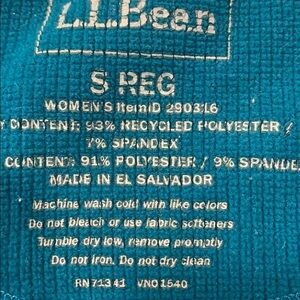 L.L.Bean
S REG
WOMEN'S ItemID 290316
Y CONTENT: 93% RECYCLED POLYESTER /
7% SPANDEX
CONTENT: 91% POLYESTER / 9% SPANDE
MADE IN EL SALVADOR
Machine wash cold with like colors
Do not bleach or use fabric softeners
Tumble dry low, remove promptly
Do not iron. Do not dry clean
RN71341 VNO1540